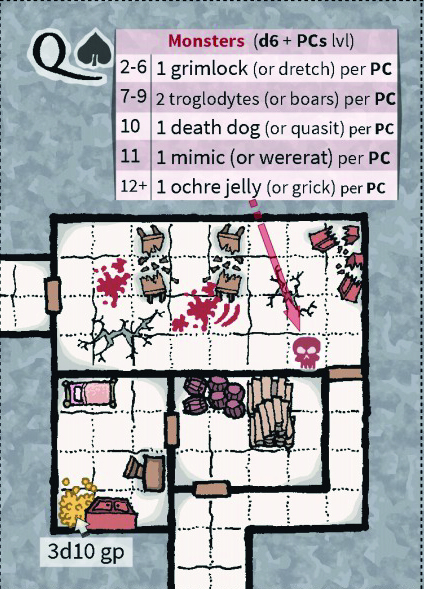 Q♠
Monsters (d6 + PCs lvl)
2-6 1 grimlock (or dretch) per PC
7-9 2 troglodytes (or boars) per PC
10 1 death dog (or quasit) per PC
11 1 mimic (or wererat) per PC
12+ 1 ochre jelly (or grick) per PC
3d10 gp